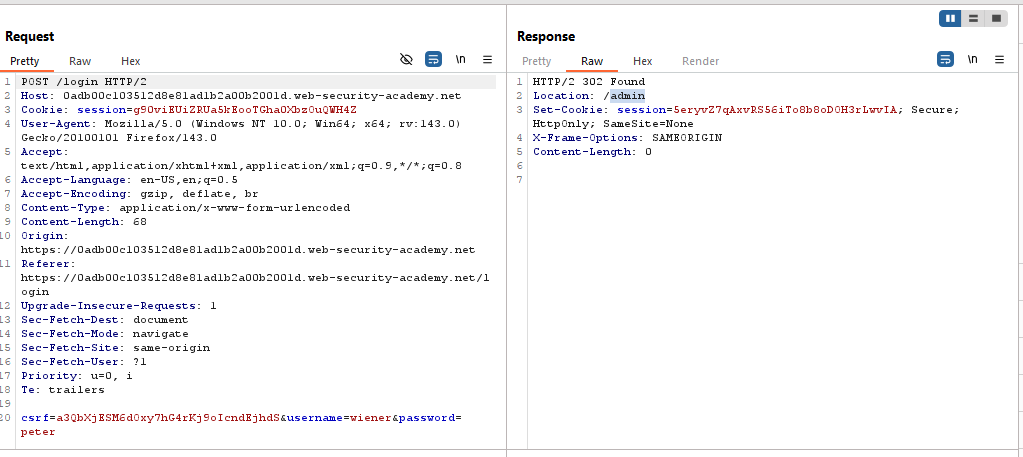 Request
Pretty Raw Hex \n
1 POST /login HTTP/2
2 Host: 0adb00c103512d8e81ad1b2a00b2001d.web-security-academy.net
3 Cookie: session=g90viEUiZRUa5kEooTGha0XbzOuQWH4Z
4 User-Agent: Mozilla/5.0 (Windows NT 10.0; Win64; x64; rv:143.0)
Gecko/20100101 Firefox/143.0
5 Accept:
text/html,application/xhtml+xml,application/xml;q=0.9,*/*;q=0.8
6 Accept-Language: en-US,en;q=0.5
7 Accept-Encoding: gzip, deflate, br
8 Content-Type: application/x-www-form-urlencoded
9 Content-Length: 68
10 Origin:
https://0adb00c103512d8e81ad1b2a00b2001d.web-security-academy.net
11 Referer:
https://0adb00c103512d8e81ad1b2a00b2001d.web-security-academy.net/l
ogin
12 Upgrade-Insecure-Requests: 1
13 Sec-Fetch-Dest: document
14 Sec-Fetch-Mode: navigate
15 Sec-Fetch-Site: same-origin
16 Sec-Fetch-User: ?1
17 Priority: u=0, i
18 Te: trailers
19
20 csrf=a3QbXjESM6d0xy7hG4rKj9oIcndEjhdS&username=wiener&password=
peter
Response
Pretty Raw Hex Render \n
1 HTTP/2 302 Found
2 Location: /admin
3 Set-Cookie: session=5eryvZ7qAxvRS56iTo8b8oDOH3rLwvIA; Secure;
HttpOnly; SameSite=None
4 X-Frame-Options: SAMEORIGIN
5 Content-Length: 0
6
7